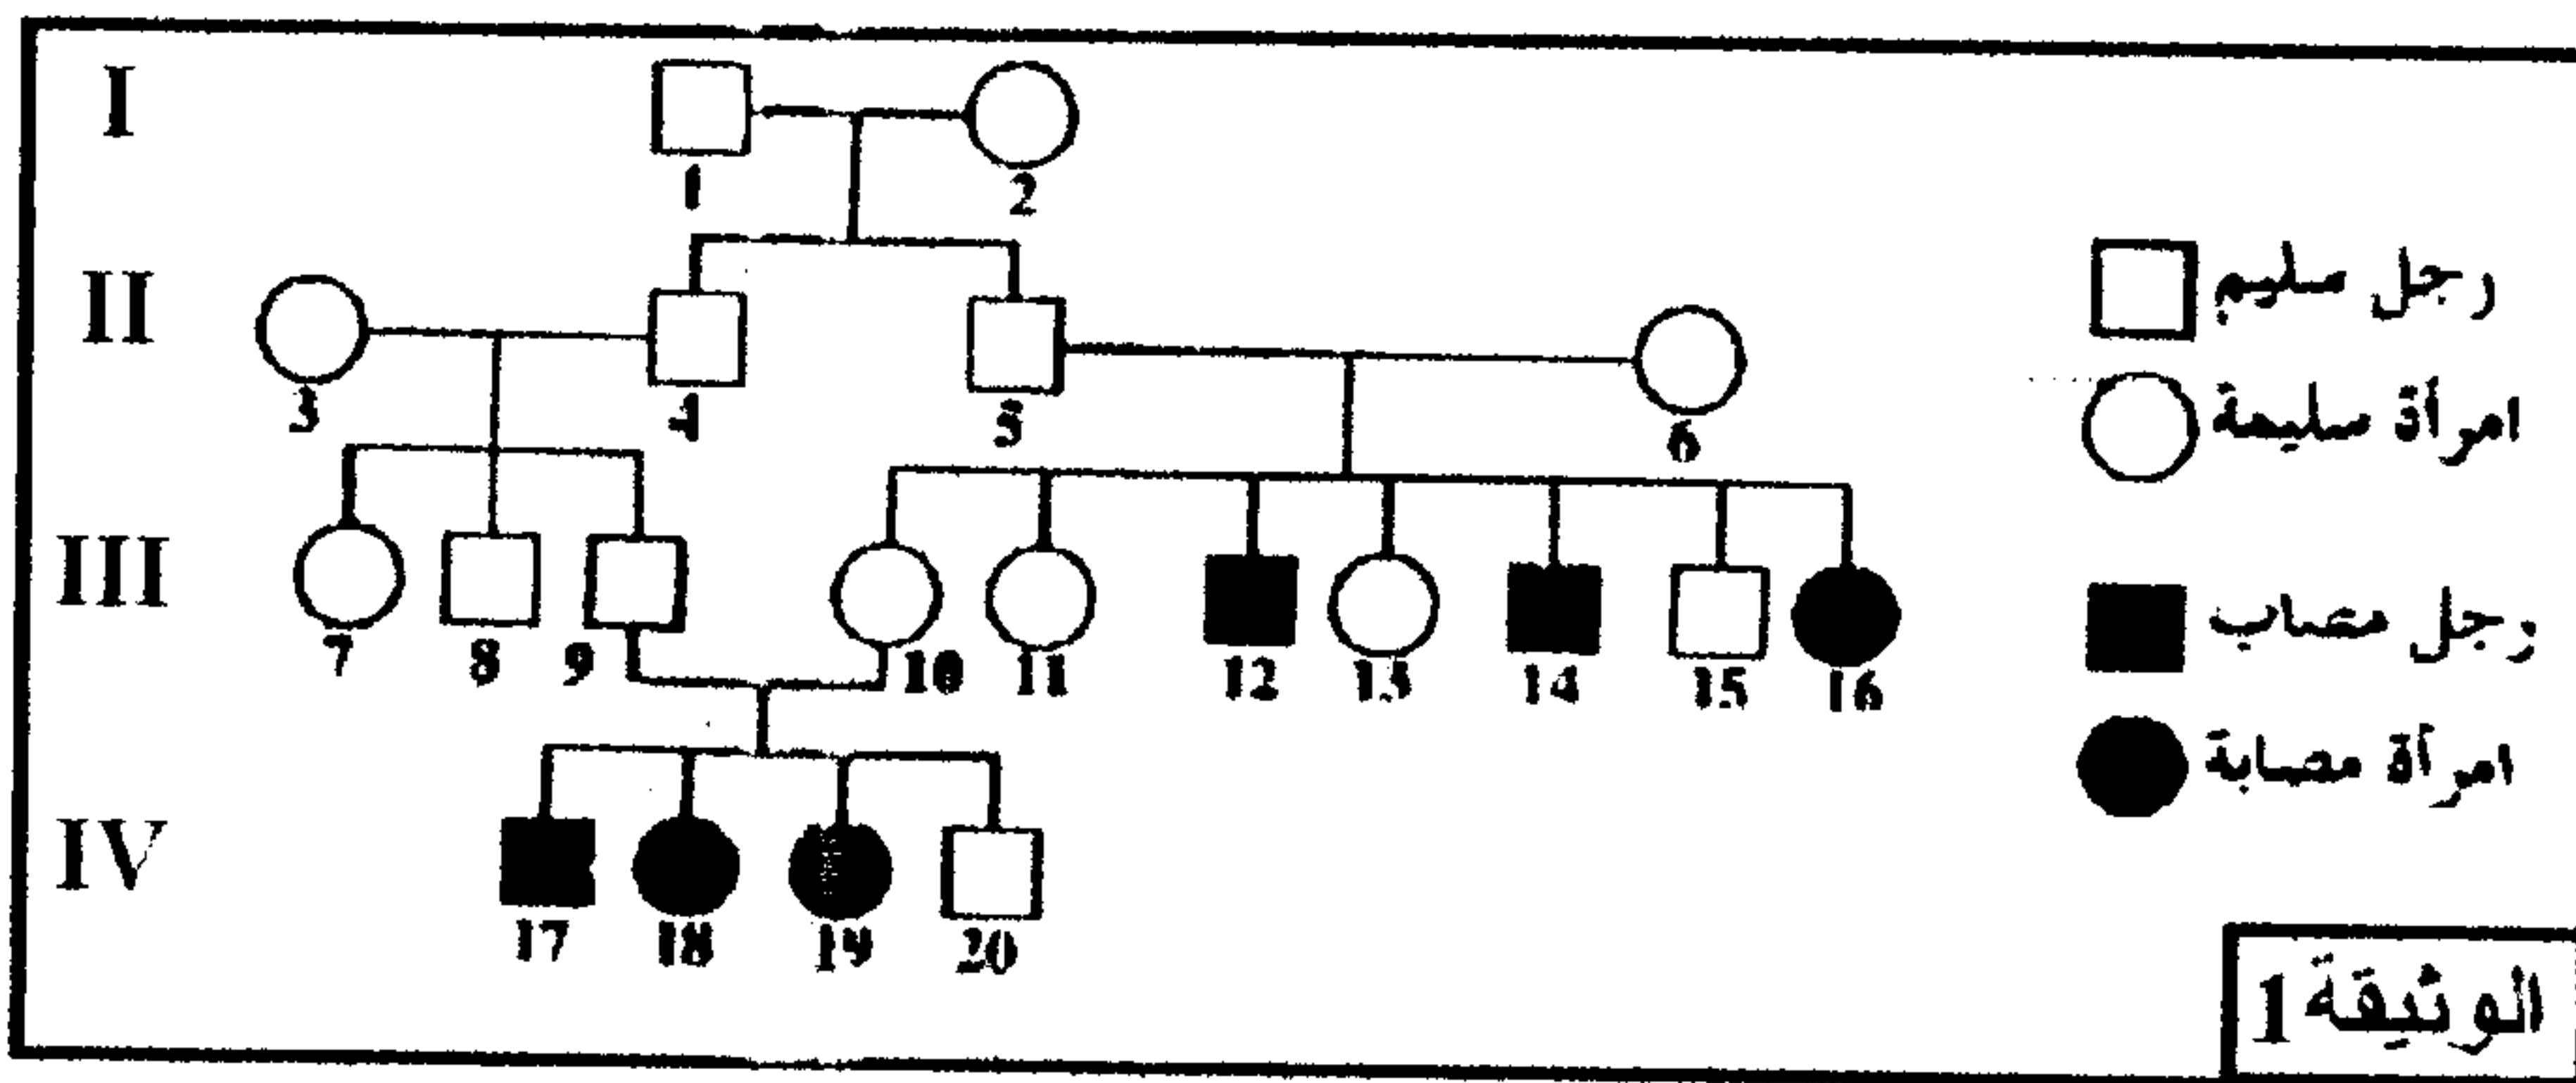 I
1 2
II
3 4 5 6
III
7 8 9 10 11 12 13 14 15 16
IV
17 18 19 20
رجل سليم
امرأة سليمة
رجل مصاب
امرأة مصابة
الوثيقة 1